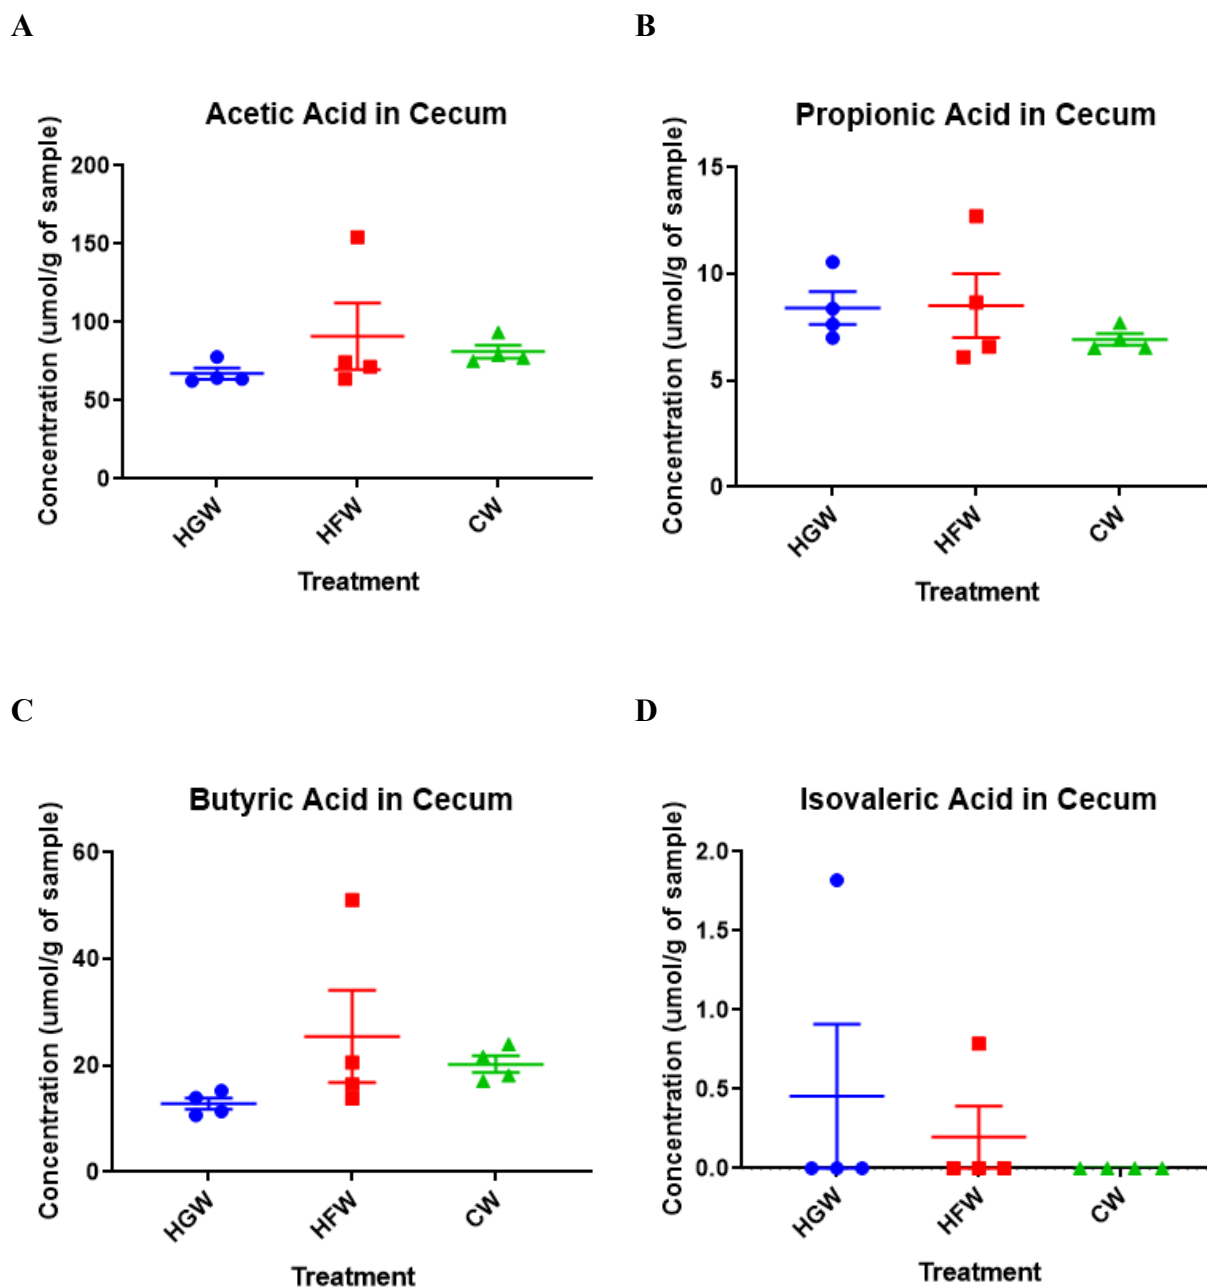 A
Acetic Acid in Cecum
Concentration (umol/g of sample)
200
150
100
50
0
HGW
HFW
CW
Treatment
B
Propionic Acid in Cecum
Concentration (umol/g of sample)
15
10
5
0
HGW
HFW
CW
Treatment
C
Butyric Acid in Cecum
Concentration (umol/g of sample)
60
40
20
0
HGW
HFW
CW
Treatment
D
Isovaleric Acid in Cecum
Concentration (umol/g of sample)
2.0
1.5
1.0
0.5
0.0
HGW
HFW
CW
Treatment